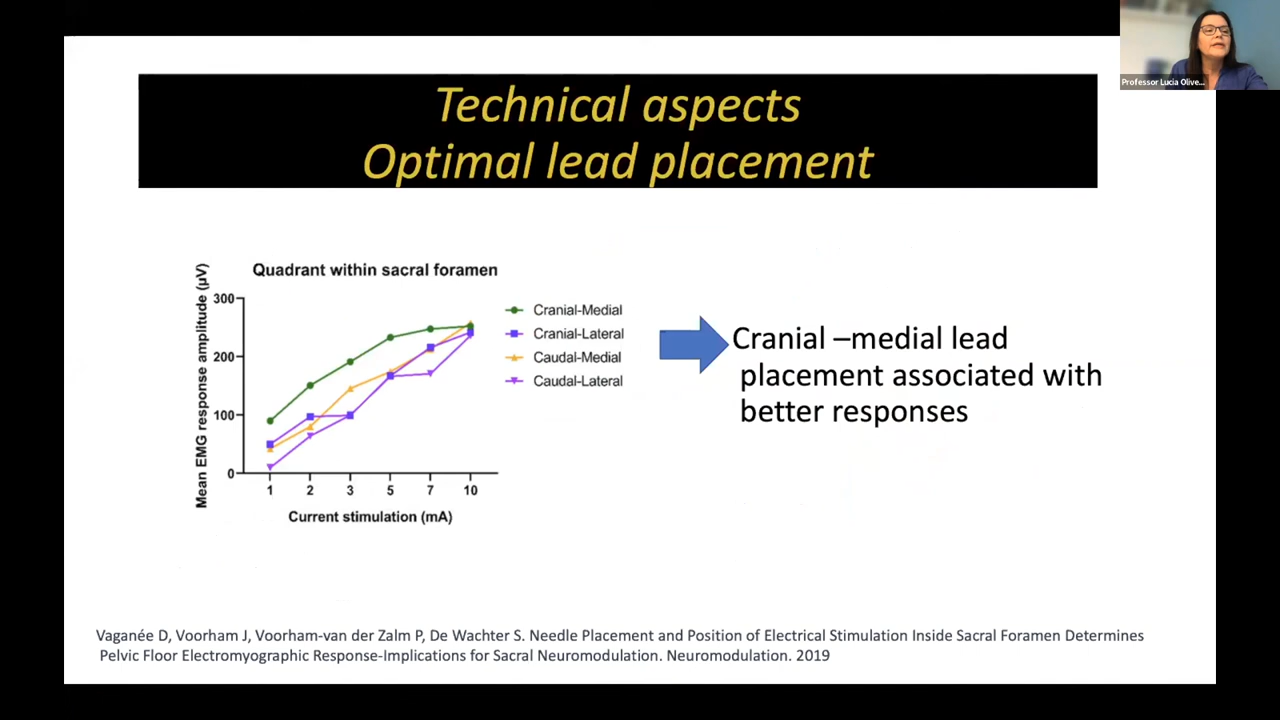 Professor Lucia Olive...
Technical aspects
Optimal lead placement
Quadrant within sacral foramen
Mean EMG response amplitude (µV)
300
200
100
0
1 2 3 5 7 10
Current stimulation (mA)
Cranial-Medial
Cranial-Lateral
Caudal-Medial
Caudal-Lateral
Cranial –medial lead
placement associated with
better responses
Vaganée D, Voorham J, Voorham-van der Zalm P, De Wachter S. Needle Placement and Position of Electrical Stimulation Inside Sacral Foramen Determines
Pelvic Floor Electromyographic Response-Implications for Sacral Neuromodulation. Neuromodulation. 2019